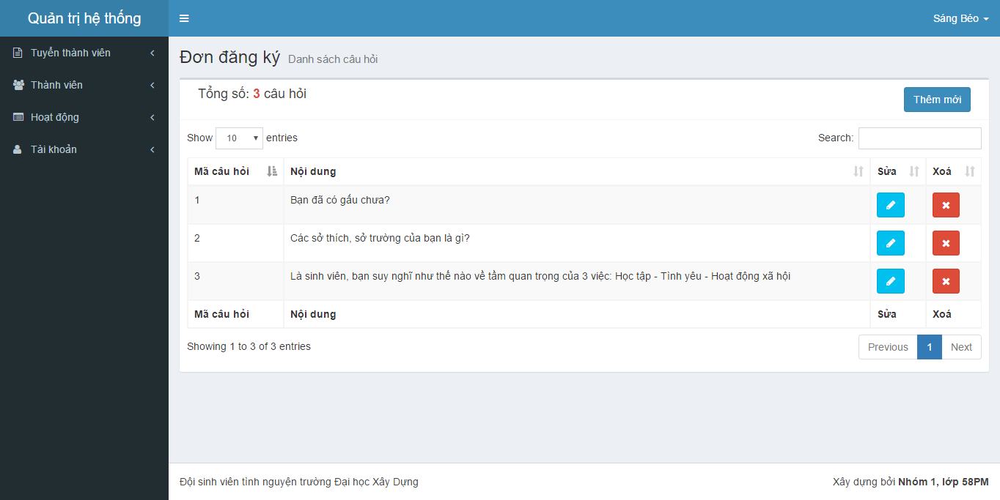 Quản trị hệ thống
Sáng Béo
Tuyển thành viên
Thành viên
Hoạt động
Tài khoản
Đơn đăng ký Danh sách câu hỏi
Tổng số: 3 câu hỏi
Thêm mới
Show 10 entries
Search:
Mã câu hỏi Nội dung Sửa Xoá
1 Bạn đã có gấu chưa?
2 Các sở thích, sở trường của bạn là gì?
3 Là sinh viên, bạn suy nghĩ như thế nào về tầm quan trọng của 3 việc: Học tập - Tình yêu - Hoạt động xã hội
Mã câu hỏi Nội dung Sửa Xoá
Showing 1 to 3 of 3 entries
Previous 1 Next
Đội sinh viên tình nguyện trường Đại học Xây Dựng
Xây dựng bởi Nhóm 1, lớp 58PM